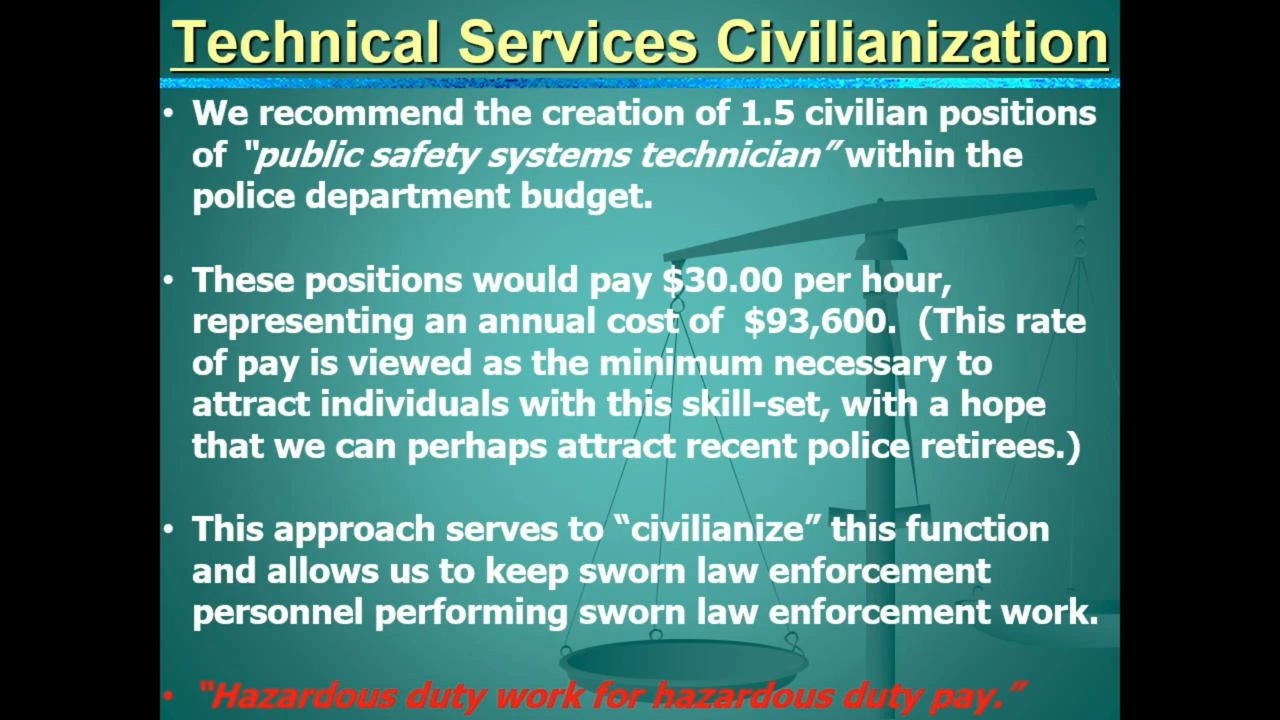 Technical Services Civilianization
• We recommend the creation of 1.5 civilian positions
of “public safety systems technician” within the
police department budget.
• These positions would pay $30.00 per hour,
representing an annual cost of $93,600. (This rate
of pay is viewed as the minimum necessary to
attract individuals with this skill-set, with a hope
that we can perhaps attract recent police retirees.)
• This approach serves to “civilianize” this function
and allows us to keep sworn law enforcement
personnel performing sworn law enforcement work.
• “Hazardous duty work for hazardous duty pay.”